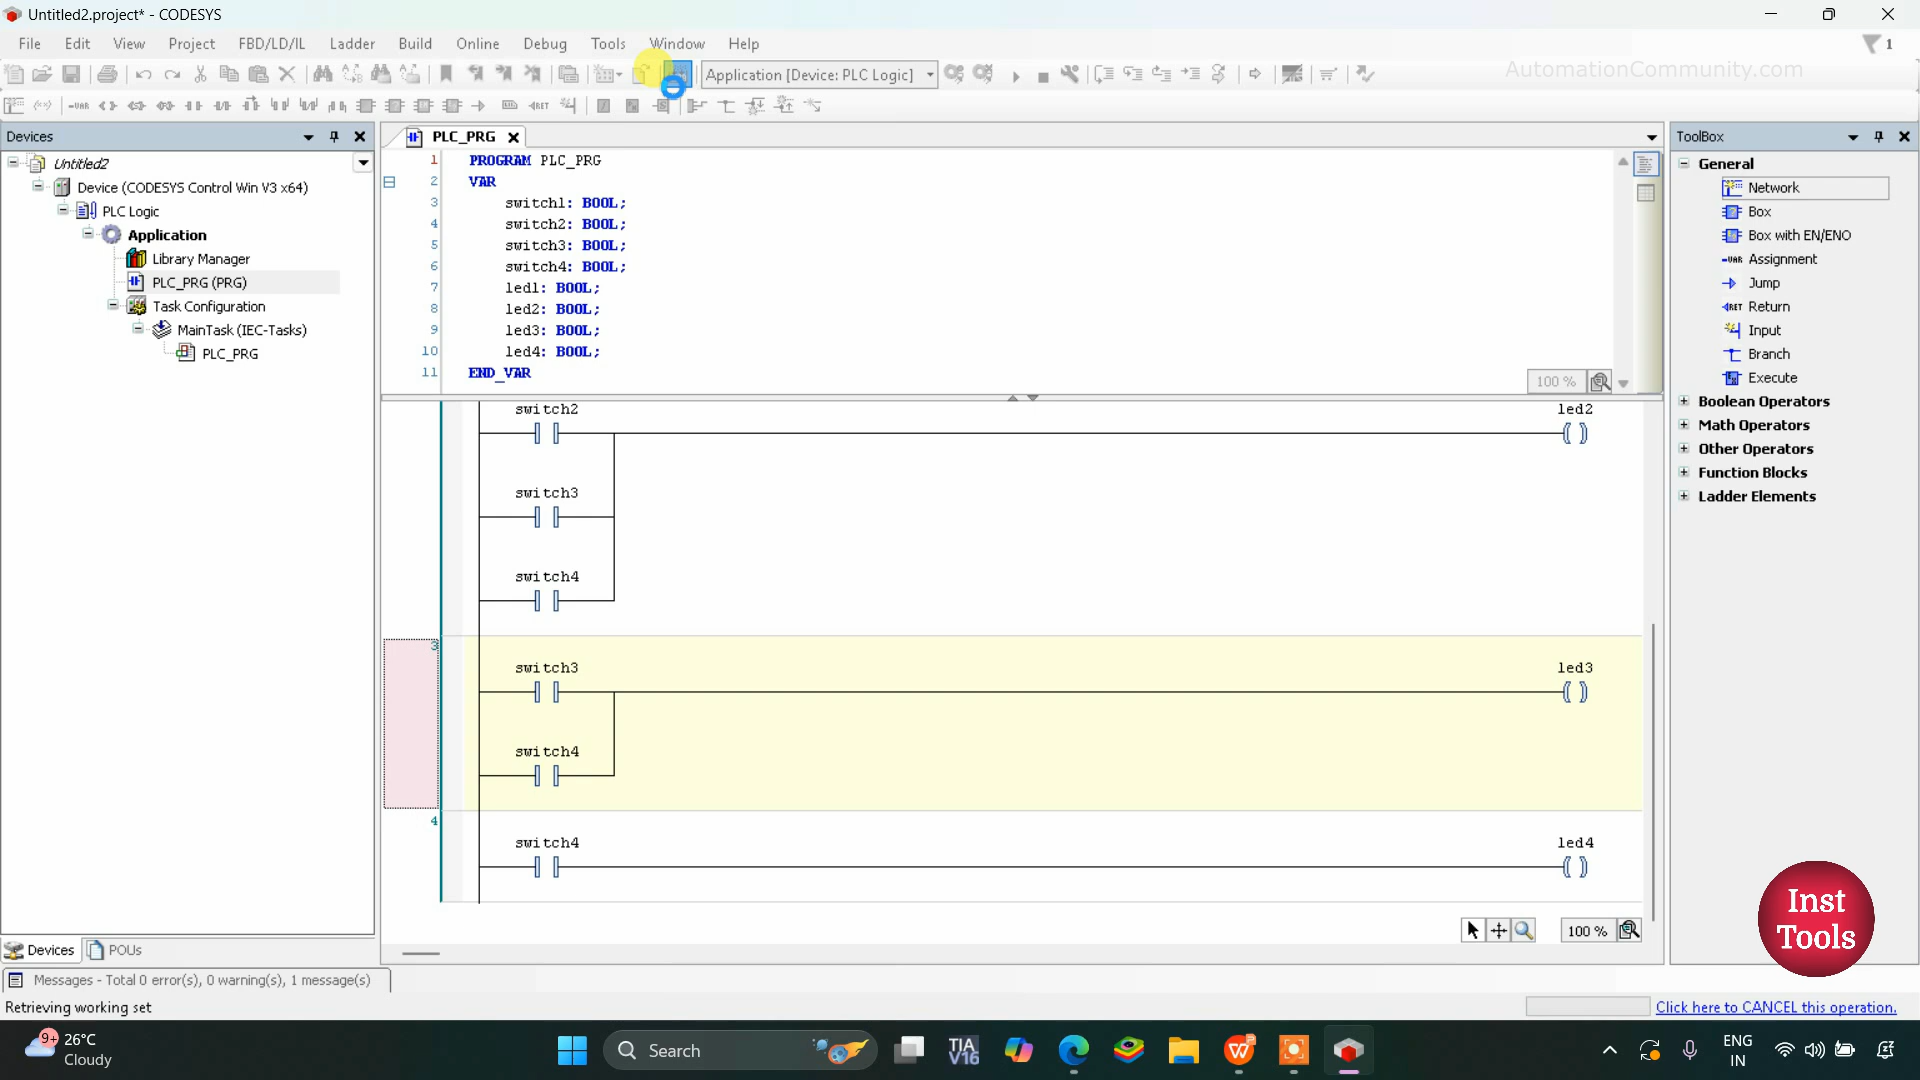 Untitled2.project* - CODESYS
File Edit View Project FBD/LD/IL Ladder Build Online Debug Tools Window Help
1
Application [Device: PLC Logic]
AutomationCommunity.com
Devices
Untitled2
Device (CODESYS Control Win V3 x64)
PLC Logic
Application
Library Manager
PLC_PRG (PRG)
Task Configuration
MainTask (IEC-Tasks)
PLC_PRG
Devices POUs
PLC_PRG
1 PROGRAM PLC_PRG
2 VAR
3 switch1: BOOL;
4 switch2: BOOL;
5 switch3: BOOL;
6 switch4: BOOL;
7 led1: BOOL;
8 led2: BOOL;
9 led3: BOOL;
10 led4: BOOL;
11 END_VAR
100 %
switch2 led2
switch3
switch4
3
switch3 led3
switch4
4
switch4 led4
100 %
ToolBox
General
Network
Box
Box with EN/ENO
-VAR Assignment
Jump
RET Return
Input
Branch
Execute
Boolean Operators
Math Operators
Other Operators
Function Blocks
Ladder Elements
Inst
Tools
Messages - Total 0 error(s), 0 warning(s), 1 message(s)
Retrieving working set
Click here to CANCEL this operation.
9+
26°C
Cloudy
Search
TIA
V16
ENG
IN